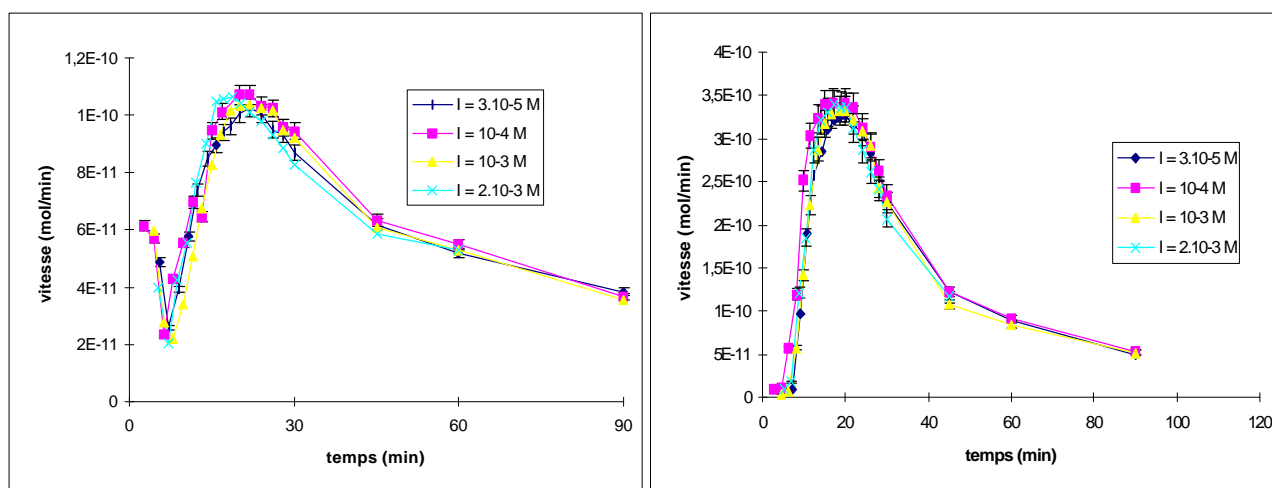 1,2E-10
1E-10
8E-11
6E-11
4E-11
2E-11
0
0 30 60 90
vitesse (mol/min)
temps (min)
I = 3.10-5 M
I = 10-4 M
I = 10-3 M
I = 2.10-3 M
4E-10
3,5E-10
3E-10
2,5E-10
2E-10
1,5E-10
1E-10
5E-11
0
0 20 40 60 80 100 120
vitesse (mol/min)
temps (min)
I = 3.10-5 M
I = 10-4 M
I = 10-3 M
I = 2.10-3 M